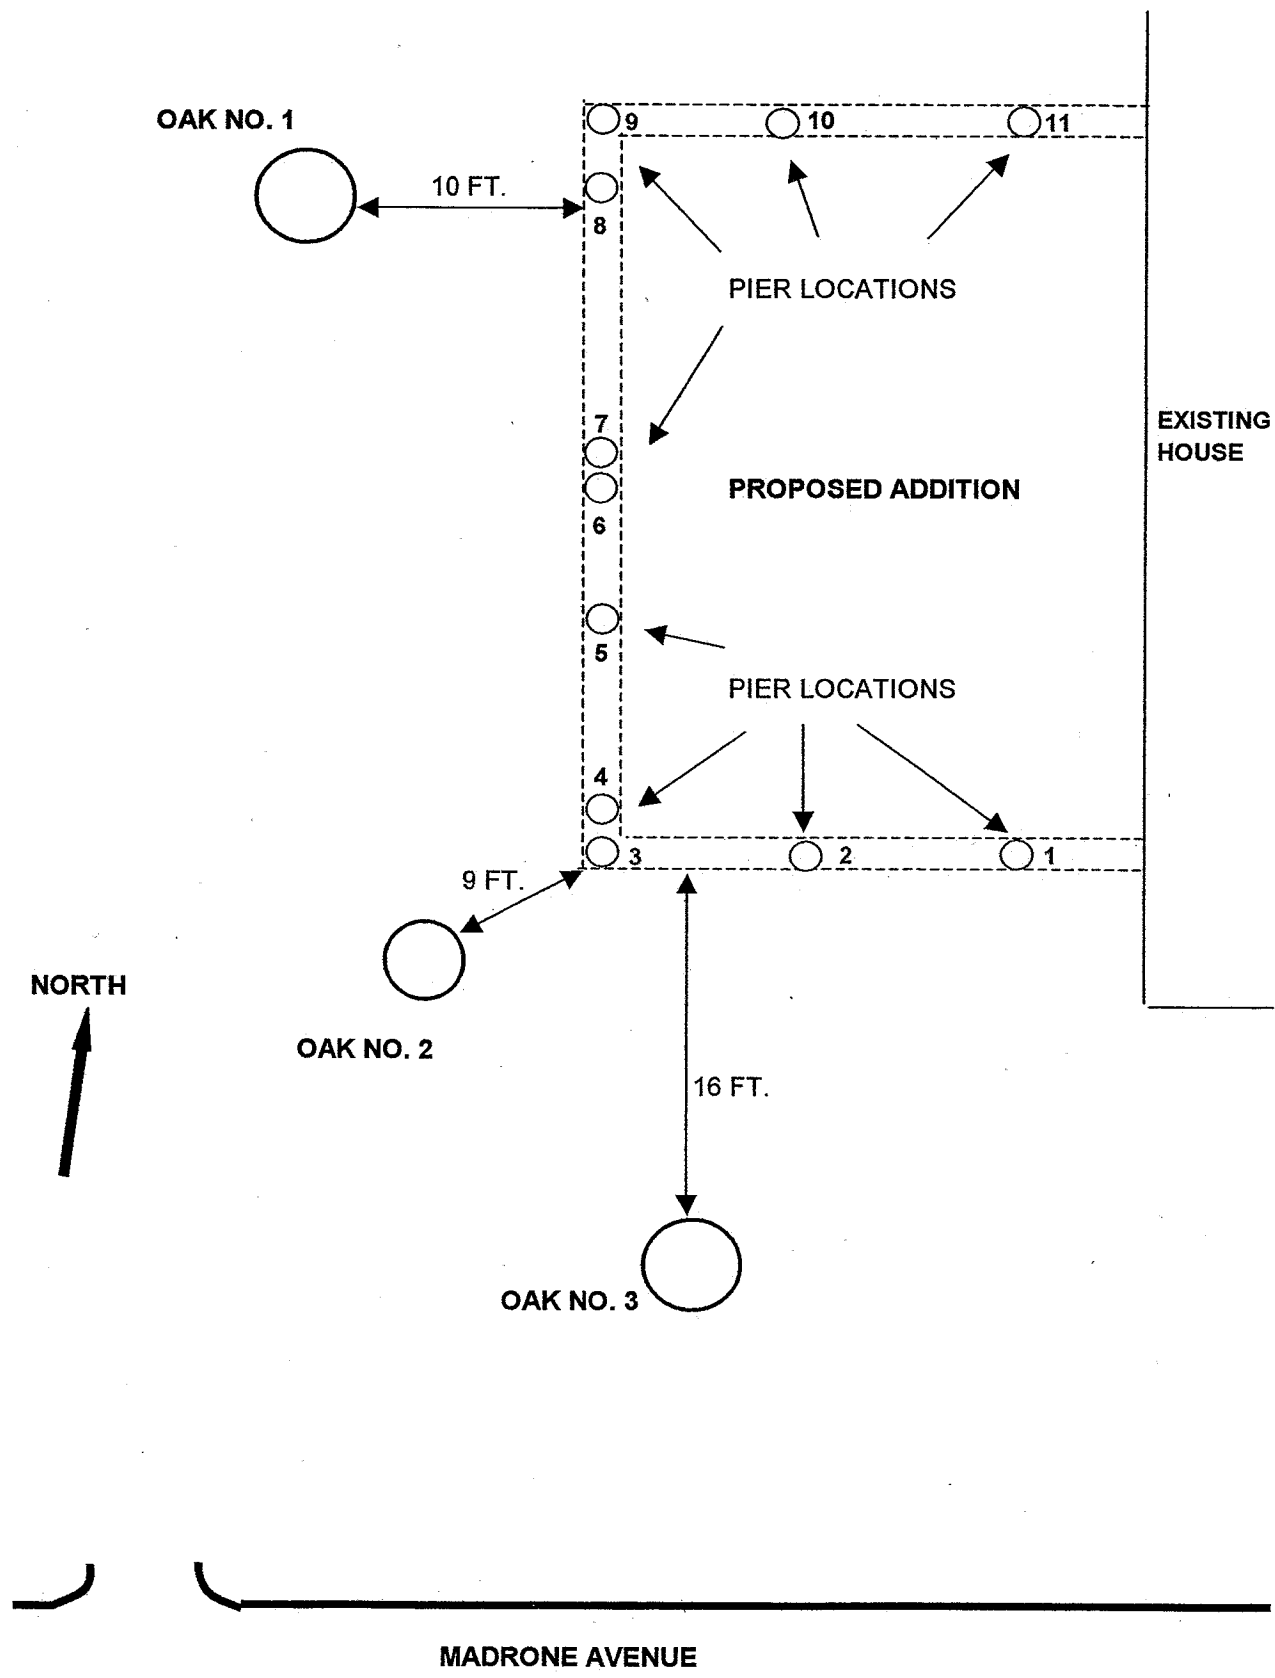 OAK NO. 1
9
10
11
10 FT.
8
PIER LOCATIONS
7
EXISTING
HOUSE
PROPOSED ADDITION
6
5
PIER LOCATIONS
4
3
2
1
9 FT.
NORTH
OAK NO. 2
16 FT.
OAK NO. 3
MADRONE AVENUE